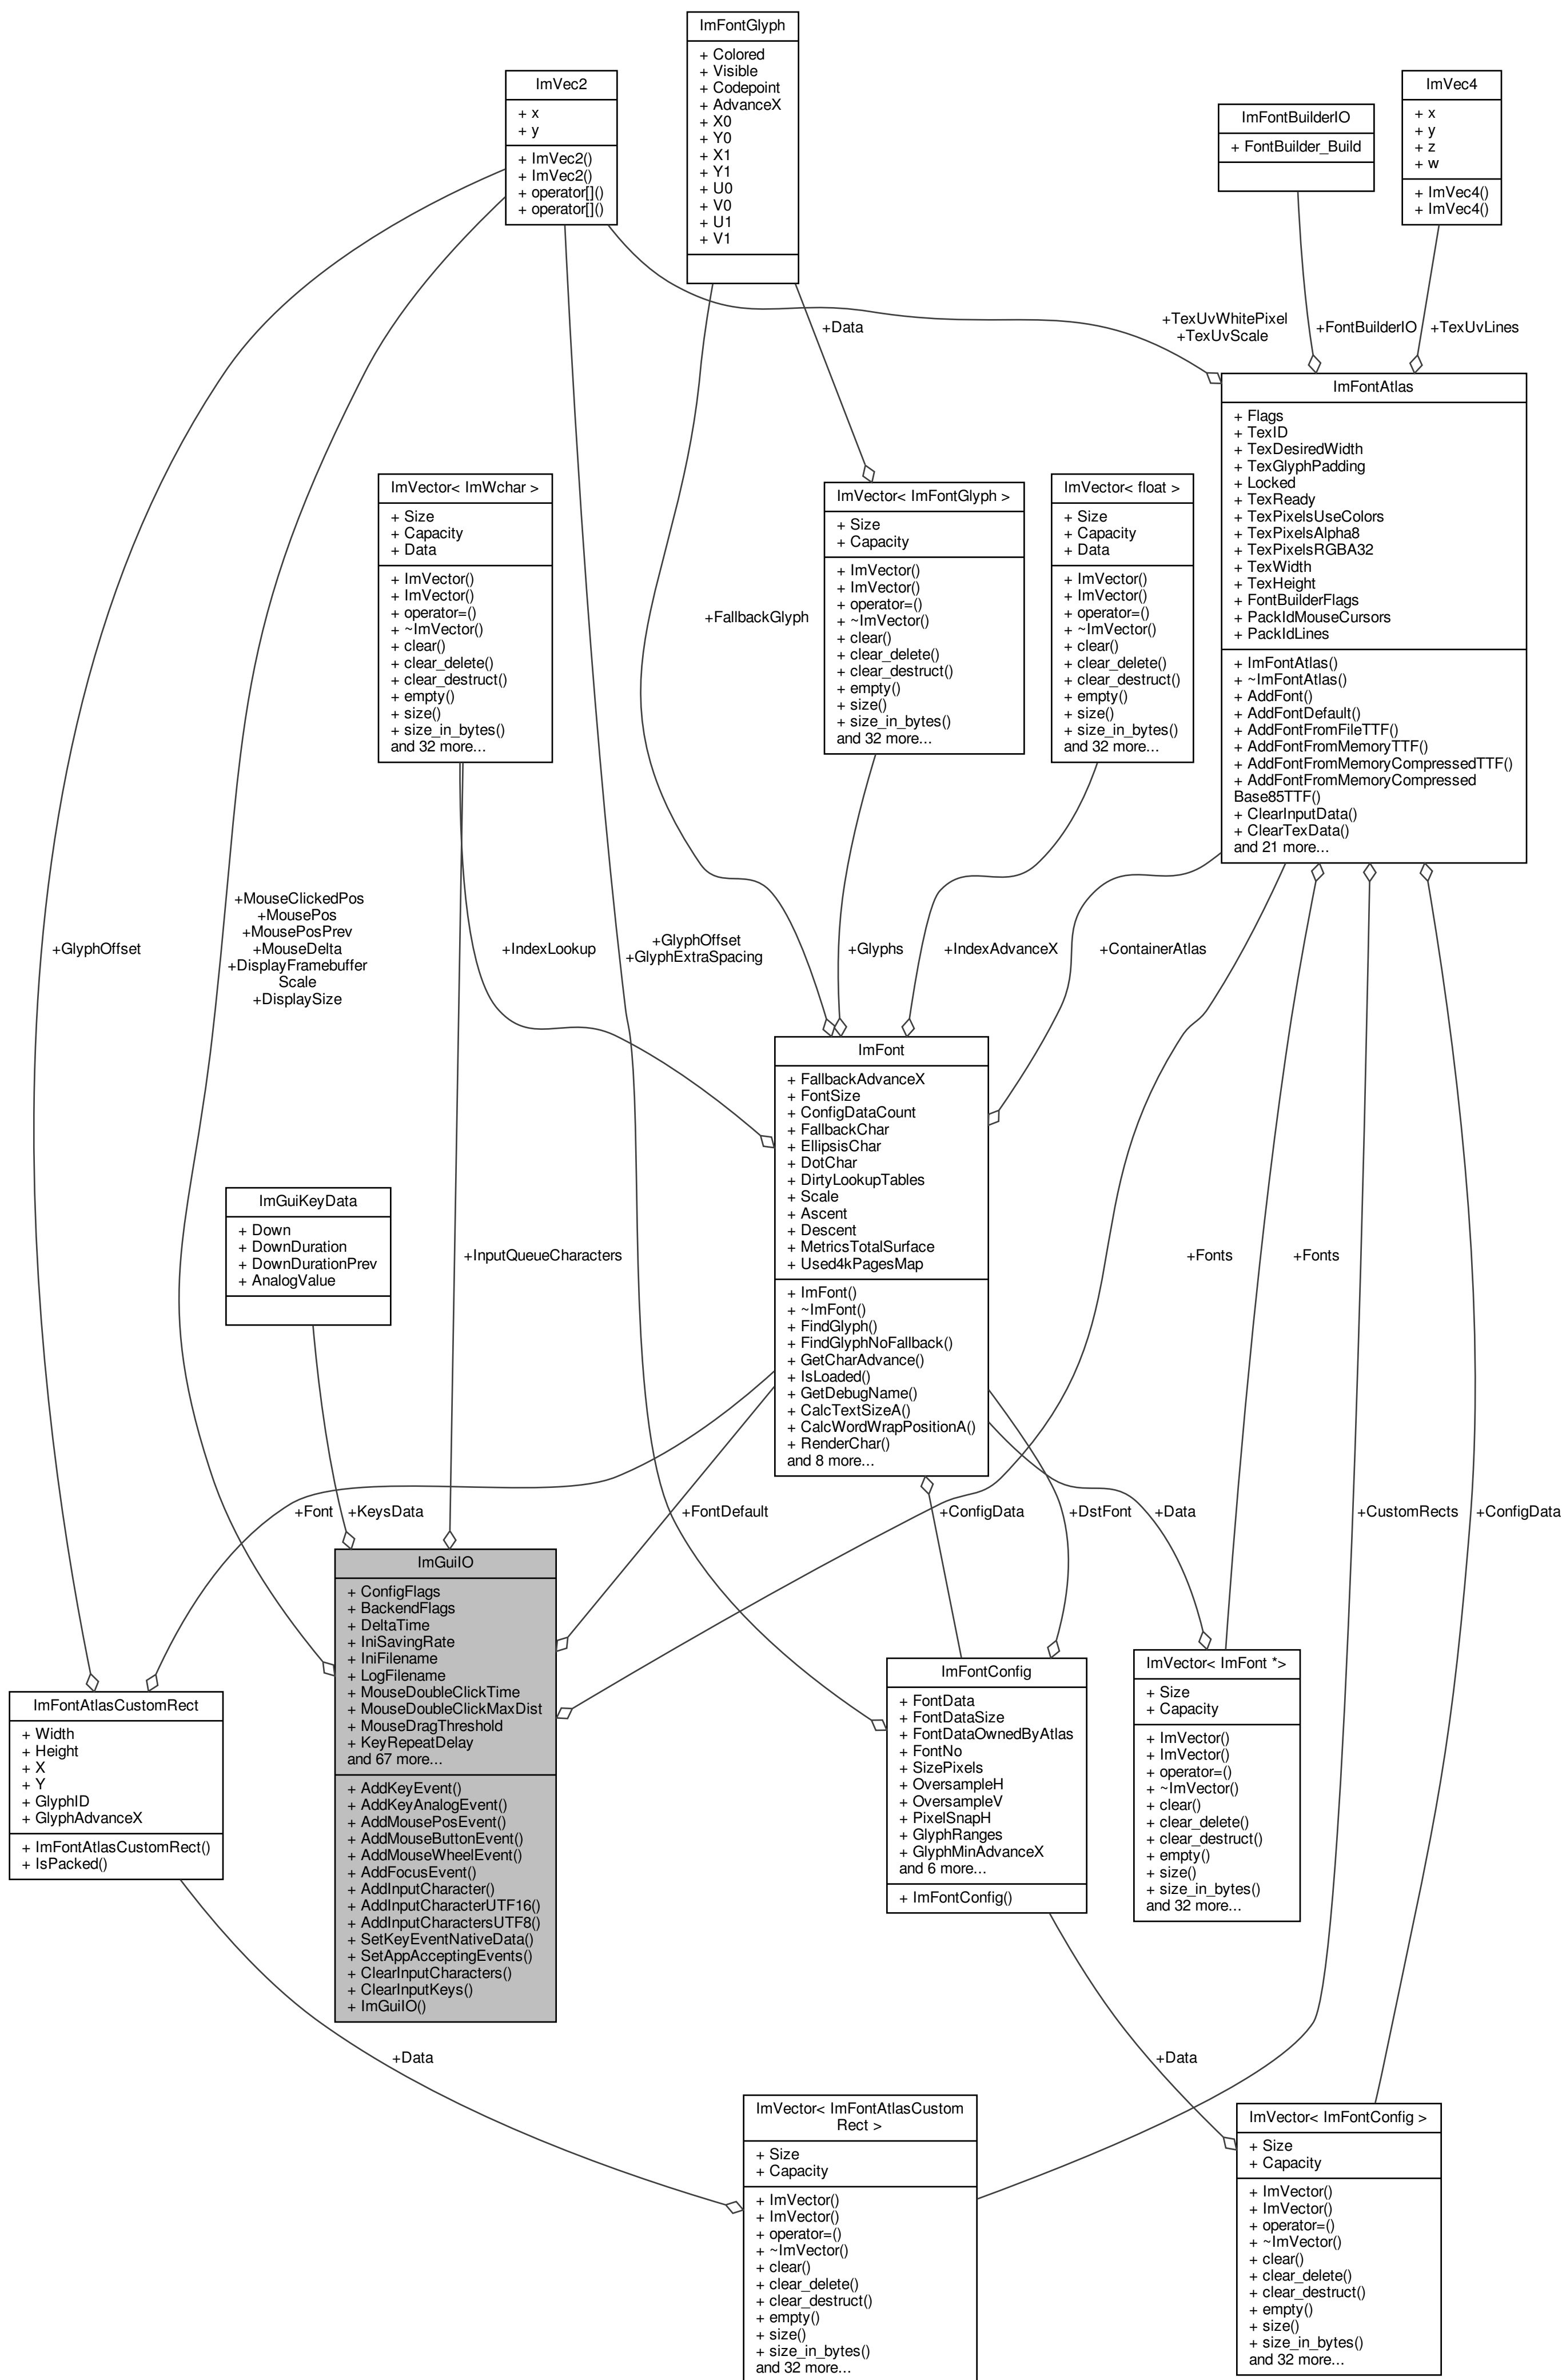 ImFontGlyph
+ Colored
+ Visible
+ Codepoint
+ AdvanceX
+ X0
+ Y0
+ X1
+ Y1
+ U0
+ V0
+ U1
+ V1
ImVec2
+ x
+ y
+ ImVec2()
+ ImVec2()
+ operator[]()
+ operator[]()
ImFontBuilderIO
+ FontBuilder_Build
ImVec4
+ x
+ y
+ z
+ w
+ ImVec4()
+ ImVec4()
+Data
+TexUvWhitePixel
+TexUvScale
+FontBuilderIO
+TexUvLines
ImFontAtlas
+ Flags
+ TexID
+ TexDesiredWidth
+ TexGlyphPadding
+ Locked
+ TexReady
+ TexPixelsUseColors
+ TexPixelsAlpha8
+ TexPixelsRGBA32
+ TexWidth
+ TexHeight
+ FontBuilderFlags
+ PackIdMouseCursors
+ PackIdLines
+ ImFontAtlas()
+ ~ImFontAtlas()
+ AddFont()
+ AddFontDefault()
+ AddFontFromFileTTF()
+ AddFontFromMemoryTTF()
+ AddFontFromMemoryCompressedTTF()
+ AddFontFromMemoryCompressed
Base85TTF()
+ ClearInputData()
+ ClearTexData()
and 21 more...
ImVector< ImWchar >
+ Size
+ Capacity
+ Data
+ ImVector()
+ ImVector()
+ operator=()
+ ~ImVector()
+ clear()
+ clear_delete()
+ clear_destruct()
+ empty()
+ size()
+ size_in_bytes()
and 32 more...
+FallbackGlyph
ImVector< ImFontGlyph >
+ Size
+ Capacity
+ ImVector()
+ ImVector()
+ operator=()
+ ~ImVector()
+ clear()
+ clear_delete()
+ clear_destruct()
+ empty()
+ size()
+ size_in_bytes()
and 32 more...
ImVector< float >
+ Size
+ Capacity
+ Data
+ ImVector()
+ ImVector()
+ operator=()
+ ~ImVector()
+ clear()
+ clear_delete()
+ clear_destruct()
+ empty()
+ size()
+ size_in_bytes()
and 32 more...
+GlyphOffset
+MouseClickedPos
+MousePos
+MousePosPrev
+MouseDelta
+DisplayFramebuffer
Scale
+DisplaySize
+IndexLookup
+GlyphOffset
+GlyphExtraSpacing
+Glyphs
+IndexAdvanceX
+ContainerAtlas
ImFont
+ FallbackAdvanceX
+ FontSize
+ ConfigDataCount
+ FallbackChar
+ EllipsisChar
+ DotChar
+ DirtyLookupTables
+ Scale
+ Ascent
+ Descent
+ MetricsTotalSurface
+ Used4kPagesMap
+ ImFont()
+ ~ImFont()
+ FindGlyph()
+ FindGlyphNoFallback()
+ GetCharAdvance()
+ IsLoaded()
+ GetDebugName()
+ CalcTextSizeA()
+ CalcWordWrapPositionA()
+ RenderChar()
and 8 more...
ImGuiKeyData
+ Down
+ DownDuration
+ DownDurationPrev
+ AnalogValue
+InputQueueCharacters
+Fonts
+Fonts
+Font
+KeysData
+FontDefault
+ConfigData
+DstFont
+Data
+CustomRects
+ConfigData
ImGuiIO
+ ConfigFlags
+ BackendFlags
+ DeltaTime
+ IniSavingRate
+ IniFilename
+ LogFilename
+ MouseDoubleClickTime
+ MouseDoubleClickMaxDist
+ MouseDragThreshold
+ KeyRepeatDelay
and 67 more...
+ AddKeyEvent()
+ AddKeyAnalogEvent()
+ AddMousePosEvent()
+ AddMouseButtonEvent()
+ AddMouseWheelEvent()
+ AddFocusEvent()
+ AddInputCharacter()
+ AddInputCharacterUTF16()
+ AddInputCharactersUTF8()
+ SetKeyEventNativeData()
+ SetAppAcceptingEvents()
+ ClearInputCharacters()
+ ClearInputKeys()
+ ImGuiIO()
ImFontAtlasCustomRect
+ Width
+ Height
+ X
+ Y
+ GlyphID
+ GlyphAdvanceX
+ ImFontAtlasCustomRect()
+ IsPacked()
ImFontConfig
+ FontData
+ FontDataSize
+ FontDataOwnedByAtlas
+ FontNo
+ SizePixels
+ OversampleH
+ OversampleV
+ PixelSnapH
+ GlyphRanges
+ GlyphMinAdvanceX
and 6 more...
+ ImFontConfig()
ImVector< ImFont *>
+ Size
+ Capacity
+ ImVector()
+ ImVector()
+ operator=()
+ ~ImVector()
+ clear()
+ clear_delete()
+ clear_destruct()
+ empty()
+ size()
+ size_in_bytes()
and 32 more...
+Data
+Data
ImVector< ImFontAtlasCustom
Rect >
+ Size
+ Capacity
+ ImVector()
+ ImVector()
+ operator=()
+ ~ImVector()
+ clear()
+ clear_delete()
+ clear_destruct()
+ empty()
+ size()
+ size_in_bytes()
and 32 more...
ImVector< ImFontConfig >
+ Size
+ Capacity
+ ImVector()
+ ImVector()
+ operator=()
+ ~ImVector()
+ clear()
+ clear_delete()
+ clear_destruct()
+ empty()
+ size()
+ size_in_bytes()
and 32 more...